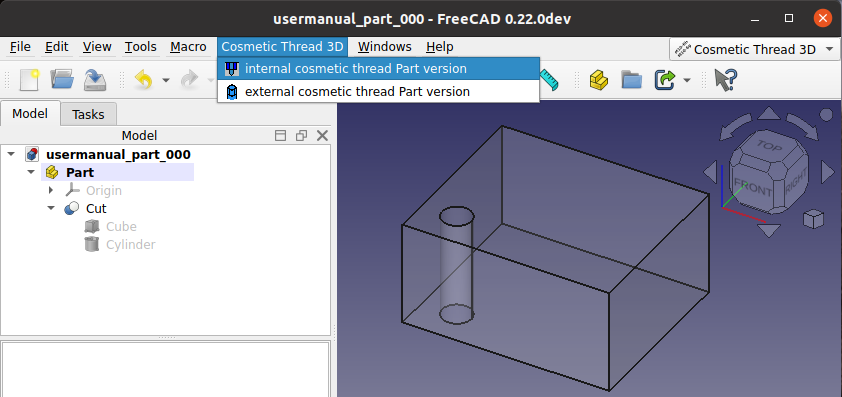 usermanual_part_000 - FreeCAD 0.22.0dev
File Edit View Tools Macro Cosmetic Thread 3D Windows Help Cosmetic Thread 3D
internal cosmetic thread Part version
external cosmetic thread Part version
Model Tasks
Model
usermanual_part_000
Part
Origin
Cut
Cube
Cylinder
TOP
FRONT RIGHT